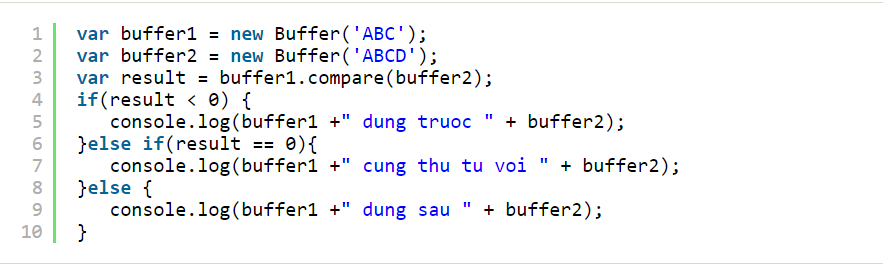 1 var buffer1 = new Buffer('ABC');
2 var buffer2 = new Buffer('ABCD');
3 var result = buffer1.compare(buffer2);
4 if(result < 0) {
5    console.log(buffer1 +" dung truoc " + buffer2);
6 }else if(result == 0){
7    console.log(buffer1 +" cung thu tu voi " + buffer2);
8 }else {
9    console.log(buffer1 +" dung sau " + buffer2);
10 }